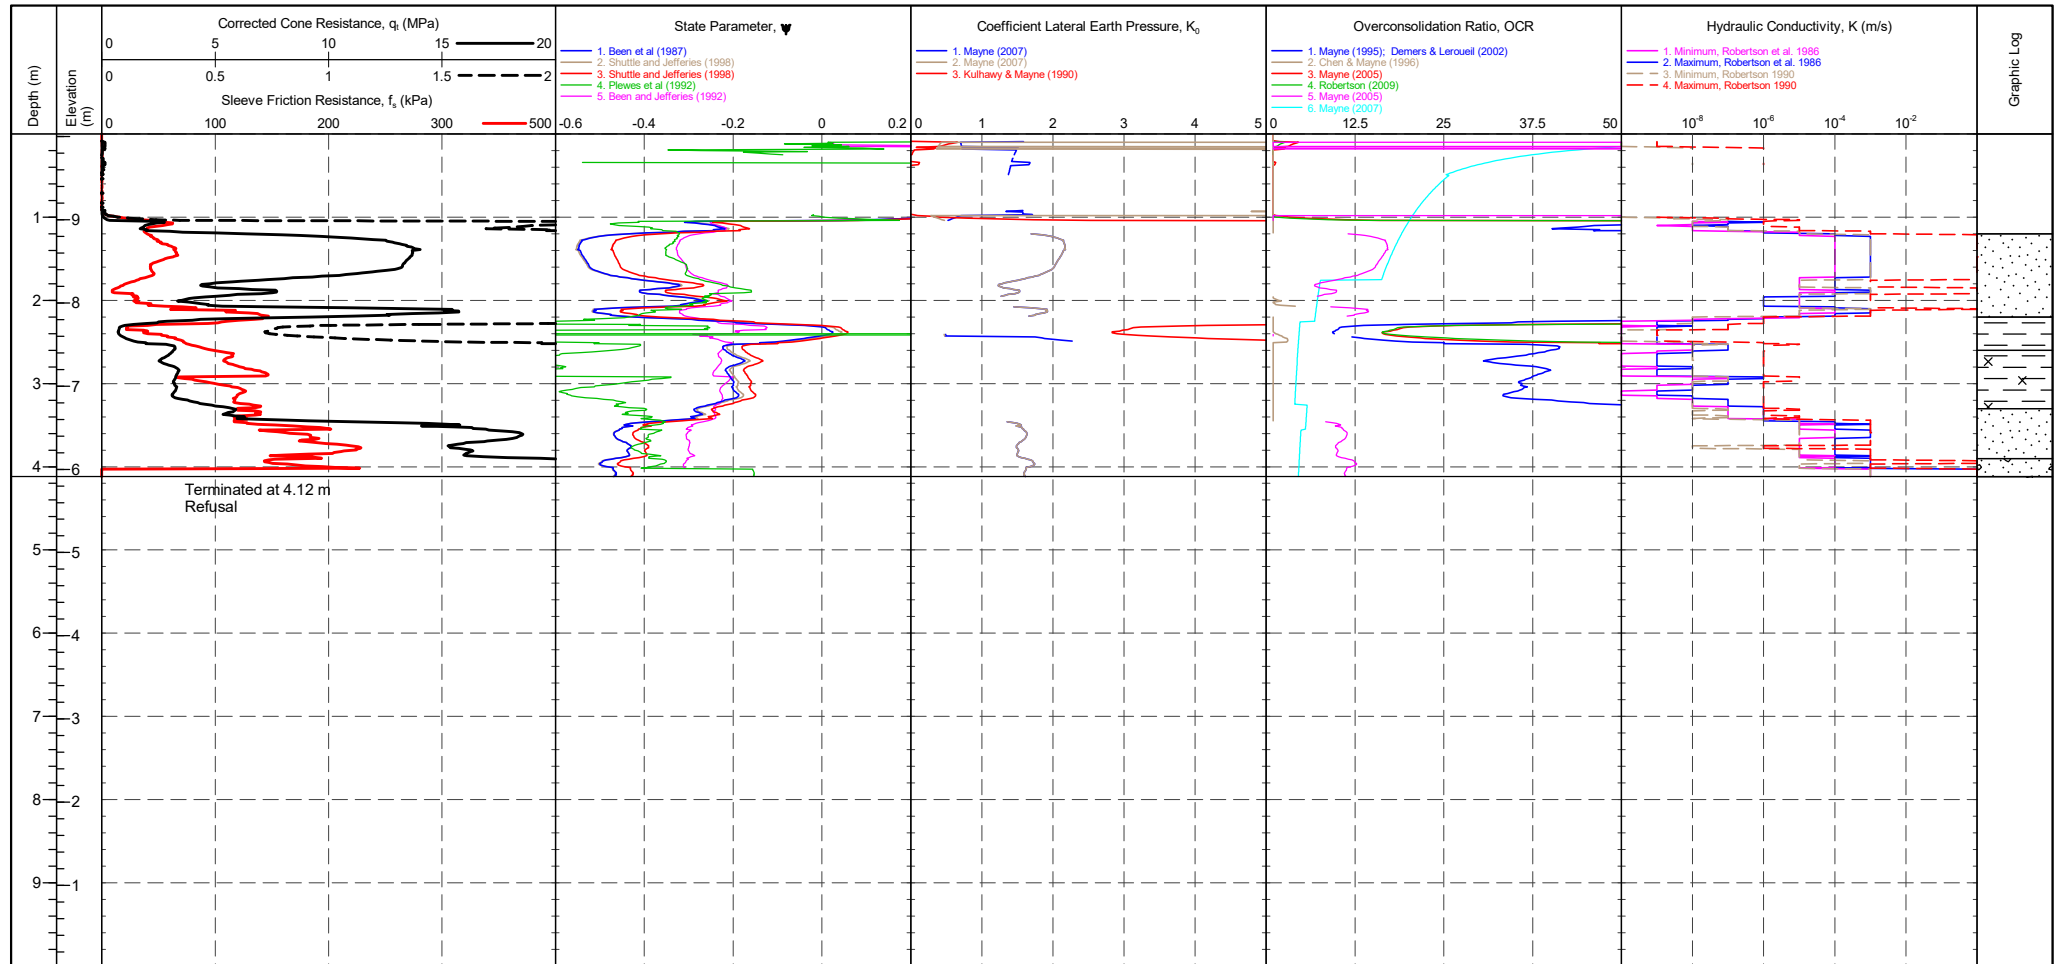 Depth (m)
Elevation (m)
Corrected Cone Resistance, qt (MPa)
0 5 10 15 20
0 0.5 1 1.5 2
Sleeve Friction Resistance, fs (kPa)
0 100 200 300 500
State Parameter, ψ
1. Been et al (1987)
2. Shuttle and Jefferies (1998)
3. Shuttle and Jefferies (1998)
4. Plewes et al (1992)
5. Been and Jefferies (1992)
-0.6 -0.4 -0.2 0 0.2
Coefficient Lateral Earth Pressure, K0
1. Mayne (2007)
2. Mayne (2007)
3. Kulhawy & Mayne (1990)
0 1 2 3 4 5
Overconsolidation Ratio, OCR
1. Mayne (1995); Demers & Leroueil (2002)
2. Chen & Mayne (1996)
3. Mayne (2005)
4. Robertson (2009)
5. Mayne (2005)
6. Mayne (2007)
0 12.5 25 37.5 50
Hydraulic Conductivity, K (m/s)
1. Minimum, Robertson et al. 1986
2. Maximum, Robertson et al. 1986
3. Minimum, Robertson 1990
4. Maximum, Robertson 1990
10-8 10-6 10-4 10-2
Graphic Log
1 9
2 8
3 7
4 6
Terminated at 4.12 m
Refusal
5 5
6 4
7 3
8 2
9 1